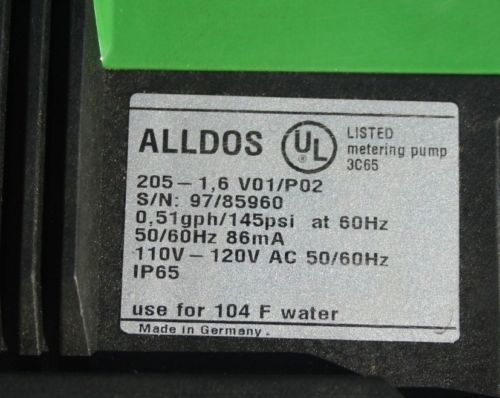 ALLDOS UL LISTED
metering pump
3C65
205-1,6 V01/P02
S/N: 97/85960
0,51gph/145psi at 60Hz
50/60Hz 86mA
110V-120V AC 50/60Hz
IP65
use for 104 F water
Made in Germany.